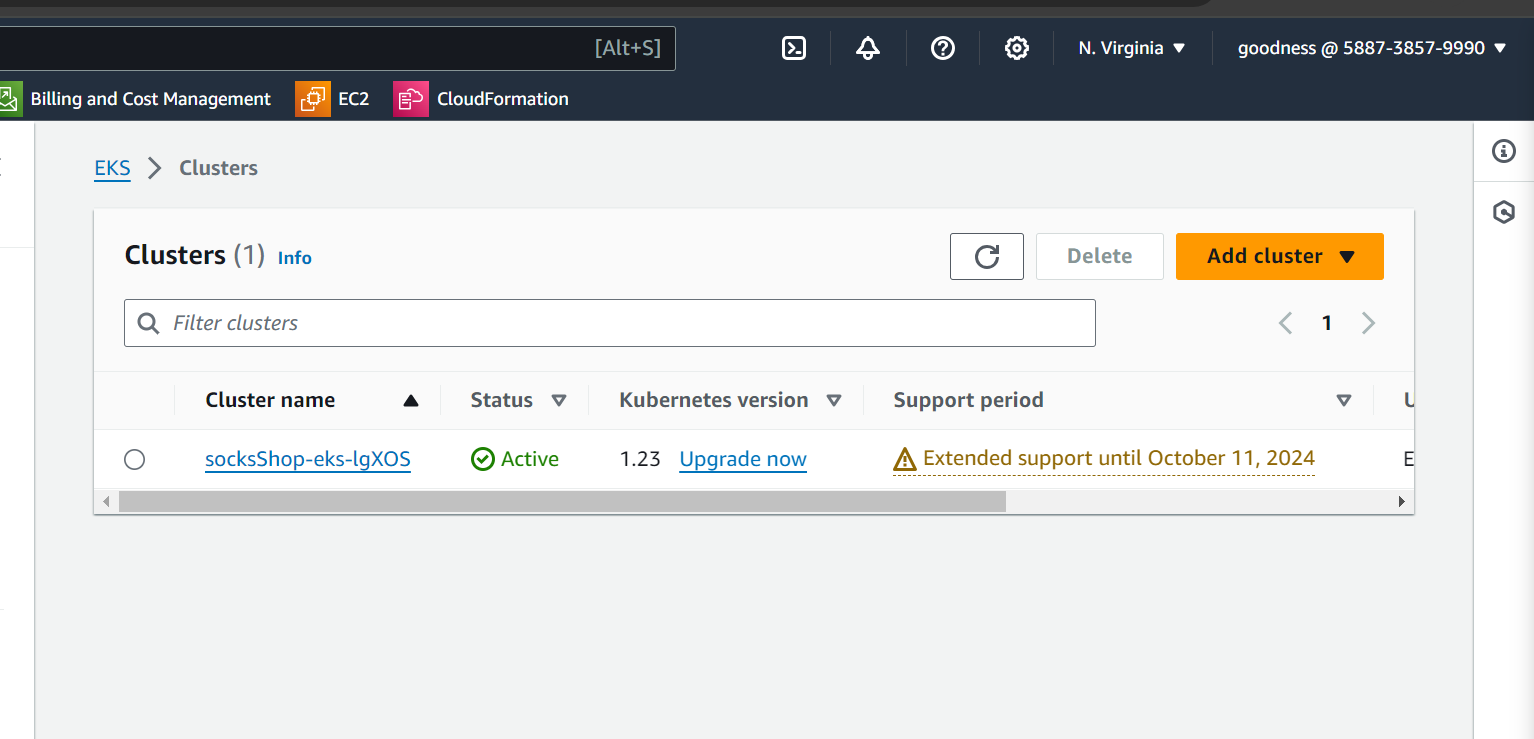 [Alt+S]
N. Virginia
goodness @ 5887-3857-9990
Billing and Cost Management
EC2
CloudFormation
EKS
Clusters
Clusters (1) Info
Delete
Add cluster
Filter clusters
1
Cluster name
Status
Kubernetes version
Support period
socksShop-eks-lgXOS
Active
1.23
Upgrade now
Extended support until October 11, 2024